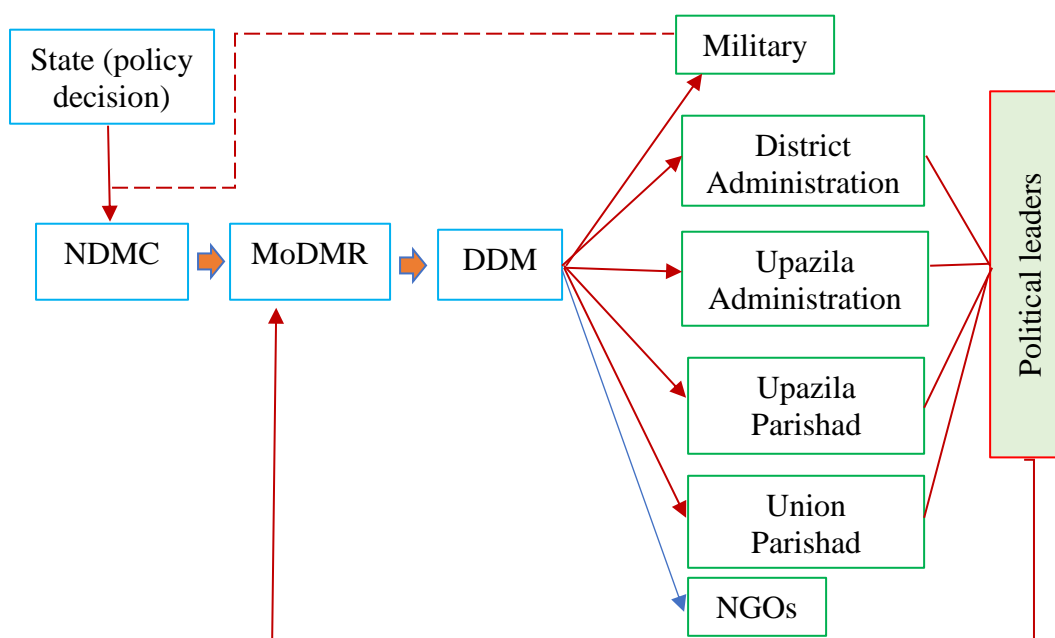 State (policy
decision)
Military
District
Administration
NDMC
MoDMR
DDM
Upazila
Administration
Upazila
Parishad
Union
Parishad
NGOs
Political leaders